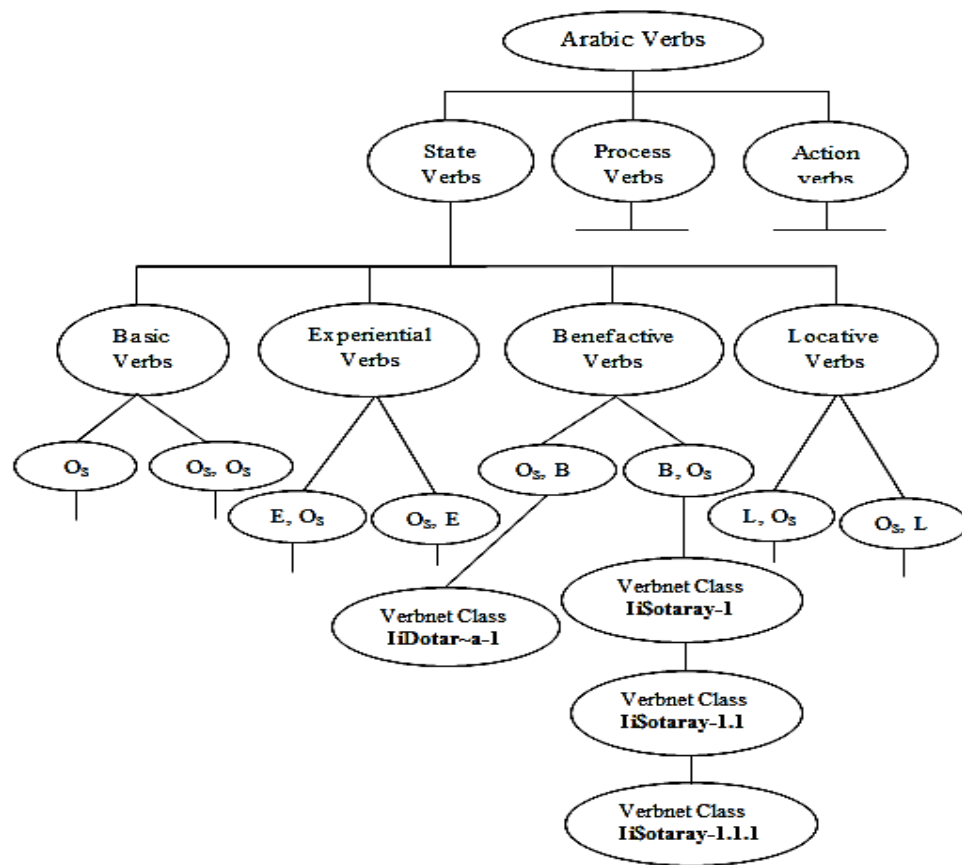 Arabic Verbs
State
Verbs
Process
Verbs
Action
verbs
Basic
Verbs
Experiential
Verbs
Benefactive
Verbs
Locative
Verbs
Os
Os, Os
E, Os
Os, E
Os, B
B, Os
L, Os
Os, L
Verbnet Class
IiDotar~a-1
Verbnet Class
Ii$otaray-1
Verbnet Class
Ii$otaray-1.1
Verbnet Class
Ii$otaray-1.1.1